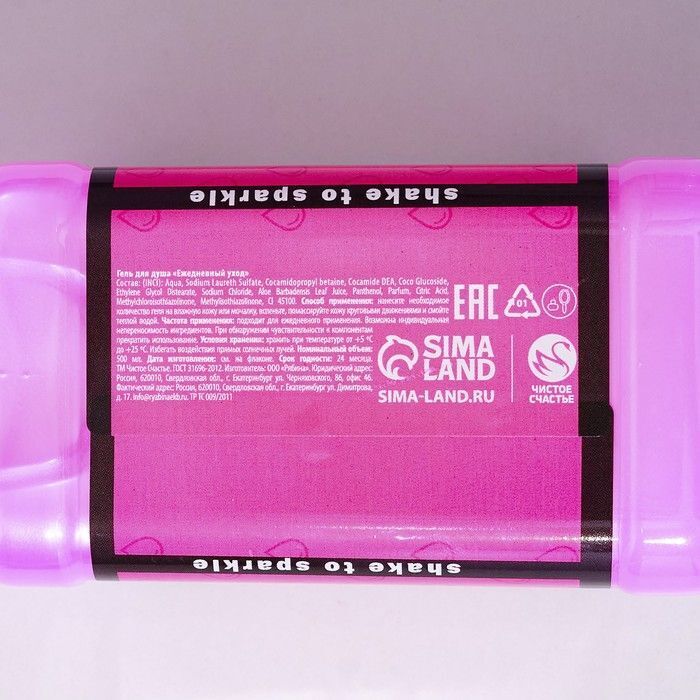 shake to sparkle
Гель для душа «Ежедневный уход»
Состав: (INCI): Aqua, Sodium Laureth Sulfate, Cocamidopropyl betaine, Cocamide DEA, Coco Glucoside,
Ethylene Glycol Distearate, Sodium Chloride, Aloe Barbadensis Leaf Juice, Panthenol, Parfum, Citric Acid,
Methylchloroisothiazolinone, Methylisothiazolinone, CI 45100. Способ применения: нанесите необходимое
количество геля на влажную кожу или мочалку, вспеньте, помассируйте кожу круговыми движениями и смойте
теплой водой. Частота применения: подходит для ежедневного применения. Возможна индивидуальная
непереносимость ингредиентов. При обнаружении чувствительности к компонентам
прекратить использование. Условия хранения: хранить при температуре от +5 °C
до +25 °C. Избегать воздействия прямых солнечных лучей. Номинальный объем:
500 мл. Дата изготовления: см. на флаконе. Срок годности: 24 месяца.
ТМ Чистое Счастье. ГОСТ 31696-2012. Изготовитель: ООО «Рябина». Юридический адрес:
Россия, 620010, Свердловская обл., г. Екатеринбург ул. Черняховского, 86, офис 46.
Фактический адрес: Россия, 620010, Свердловская обл., г. Екатеринбург ул. Димитрова,
д. 17. info@ryabinaekb.ru. ТР ТС 009/2011
EAC
01
SIMA
LAND
SIMA-LAND.RU
ЧИСТОЕ
СЧАСТЬЕ
shake to sparkle